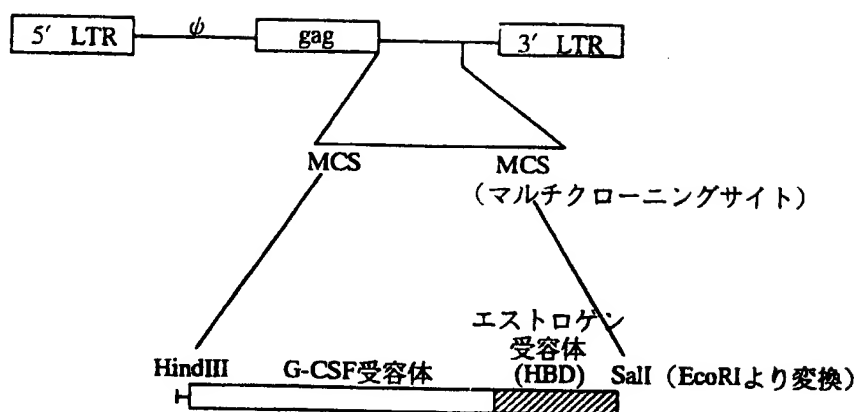 5′ LTR
ψ
gag
3′ LTR
MCS
MCS
（マルチクローニングサイト）
エストロゲン
受容体
(HBD)
HindIII
G-CSF受容体
SalI（EcoRIより変換）